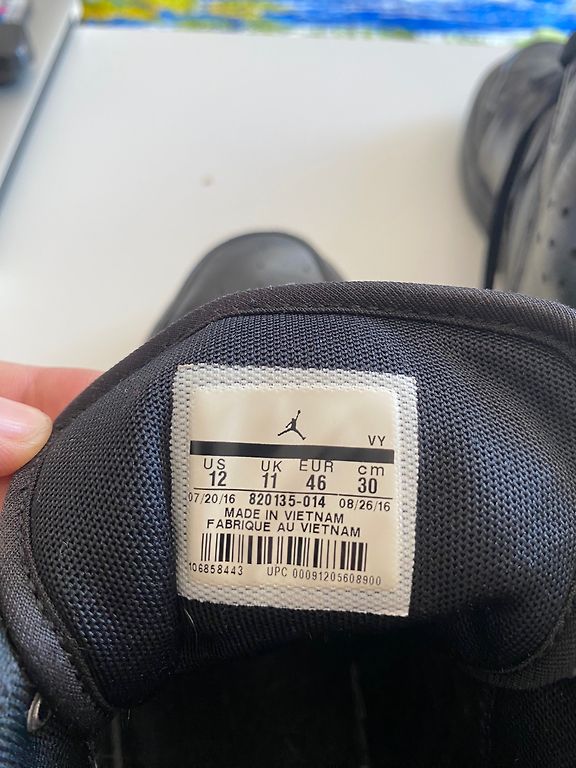 VY
US UK EUR cm
12 11 46 30
07/20/16 820135-014 08/26/16
MADE IN VIETNAM
FABRIQUE AU VIETNAM
106858443 UPC 00091205608900